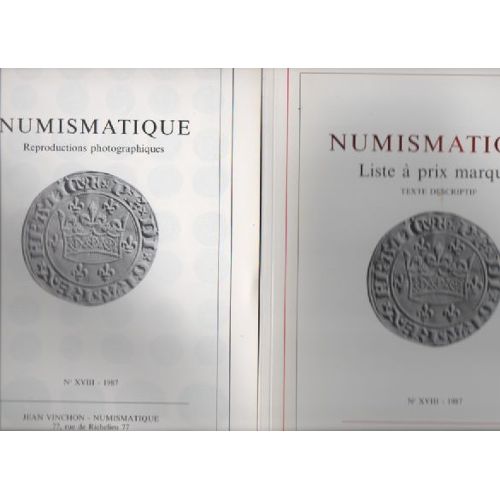 NUMISMATIQUE
Reproductions photographiques
N° XVIII - 1987
JEAN VINCHON - NUMISMATIQUE
77, rue de Richelieu 77
NUMISMATIQ
Liste à prix marqu
TEXTE DESCRIPTIF
N° XVIII - 1987